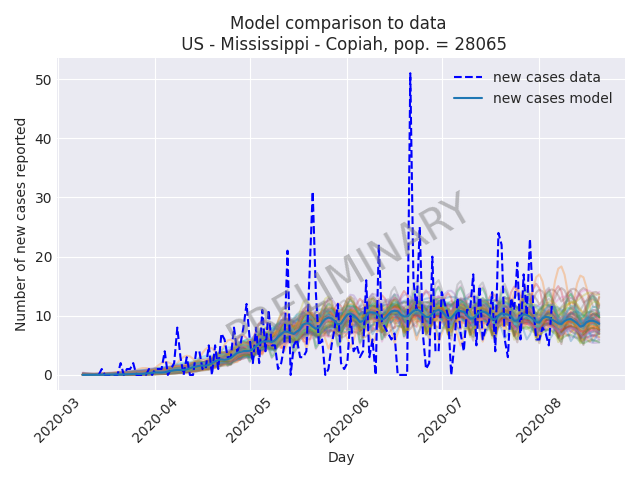 Model comparison to data
US - Mississippi - Copiah, pop. = 28065
new cases data
new cases model
PRELIMINARY
Number of new cases reported
50
40
30
20
10
0
2020-03
2020-04
2020-05
2020-06
2020-07
2020-08
Day